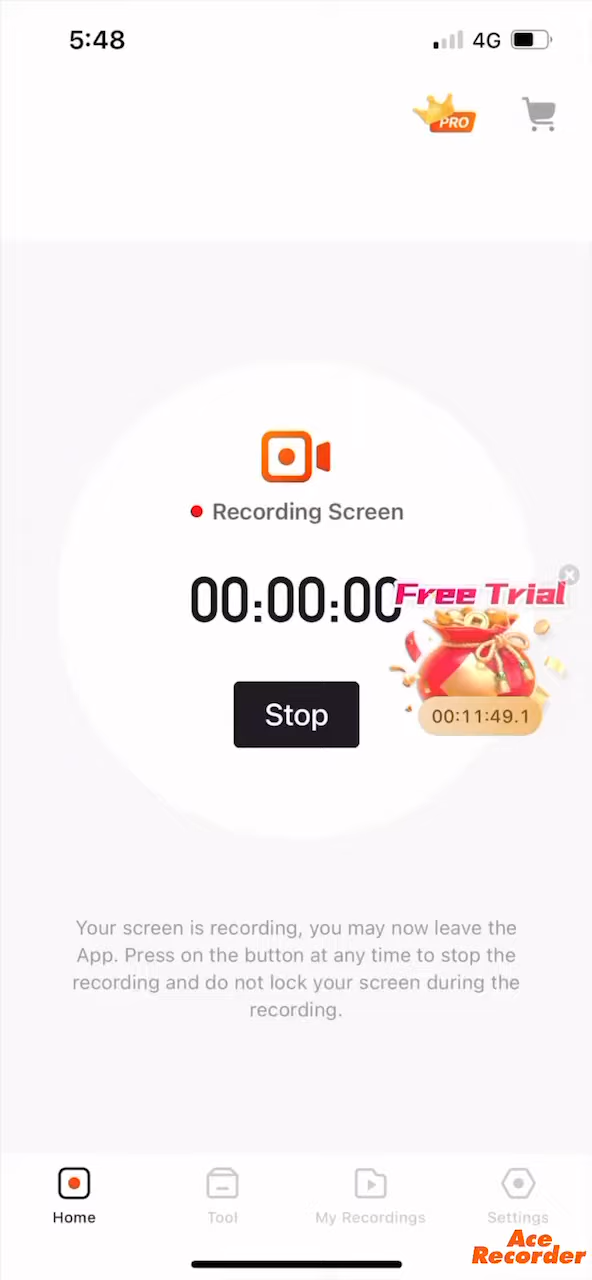 5:48
4G
PRO
Recording Screen
00:00:00
Free Trial
00:11:49.1
Stop
Your screen is recording, you may now leave the
App. Press on the button at any time to stop the
recording and do not lock your screen during the
recording.
Home
Tool
My Recordings
Settings
Ace
Recorder